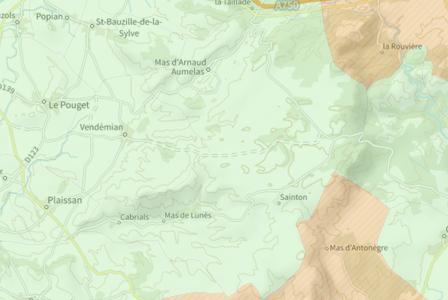 la Taillade
A750
Popian
St-Bauzille-de-la-
Sylve
la Rouvière
Mas d'Arnaud
Aumelas
D139
Le Pouget
Vendémian
D123
Plaissan
Sainton
Cabrials
Mas de Lunès
Mas d'Antonègre